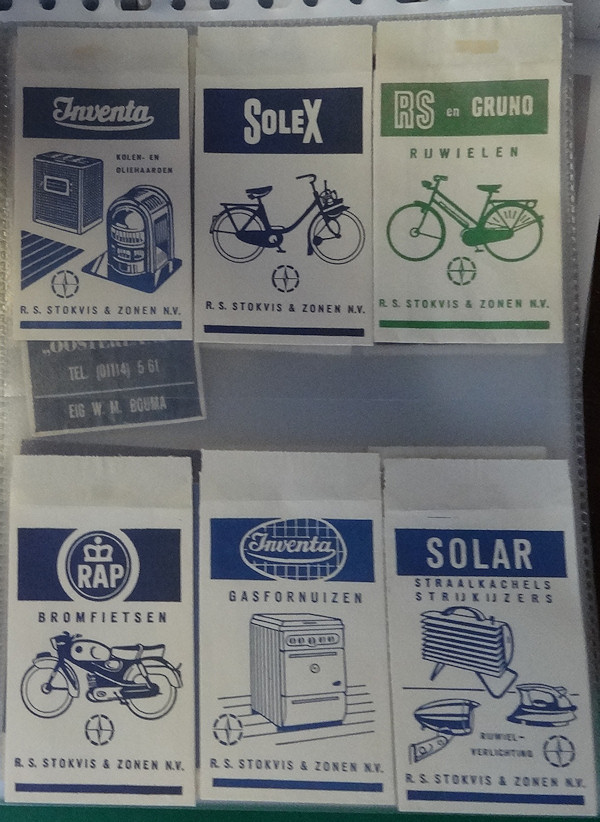 Inventa
KOLEN- EN
OLIEHAARDEN
R. S. STOKVIS & ZONEN N.V.
SOLEX
R. S. STOKVIS & ZONEN N.V.
RS en GRUNO
RIJWIELEN
R. S. STOKVIS & ZONEN N.V.
TEL. (01114) 5 61
EIG W. M. BOUMA
RAP
BROMFIETSEN
R. S. STOKVIS & ZONEN N.V.
Inventa
GASFORNUIZEN
R. S. STOKVIS & ZONEN N.V.
SOLAR
STRAALKACHELS
STRIJKIJZERS
RIJWIEL-
VERLICHTING
R. S. STOKVIS & ZONEN N.V.